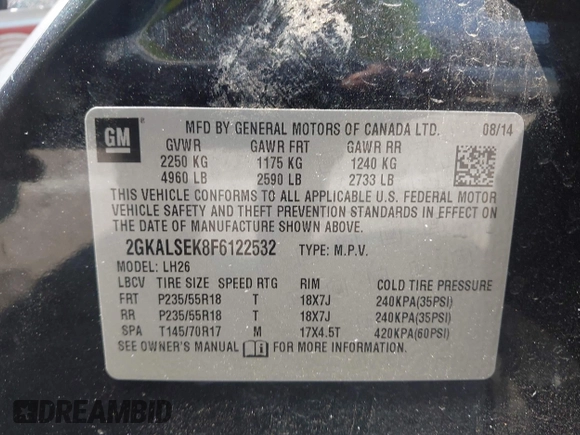 GM
MFD BY GENERAL MOTORS OF CANADA LTD. 08/14
GVWR GAWR FRT GAWR RR
2250 KG 1175 KG 1240 KG
4960 LB 2590 LB 2733 LB
THIS VEHICLE CONFORMS TO ALL APPLICABLE U.S. FEDERAL MOTOR
VEHICLE SAFETY AND THEFT PREVENTION STANDARDS IN EFFECT ON
THE DATE OF MANUFACTURE SHOWN ABOVE.
2GKALSEK8F6122532 TYPE: M.P.V.
MODEL: LH26
LBCV TIRE SIZE SPEED RTG RIM COLD TIRE PRESSURE
FRT P235/55R18 T 18X7J 240KPA(35PSI)
RR P235/55R18 T 18X7J 240KPA(35PSI)
SPA T145/70R17 M 17X4.5T 420KPA(60PSI)
SEE OWNER'S MANUAL FOR MORE INFORMATION.
DREAMBID